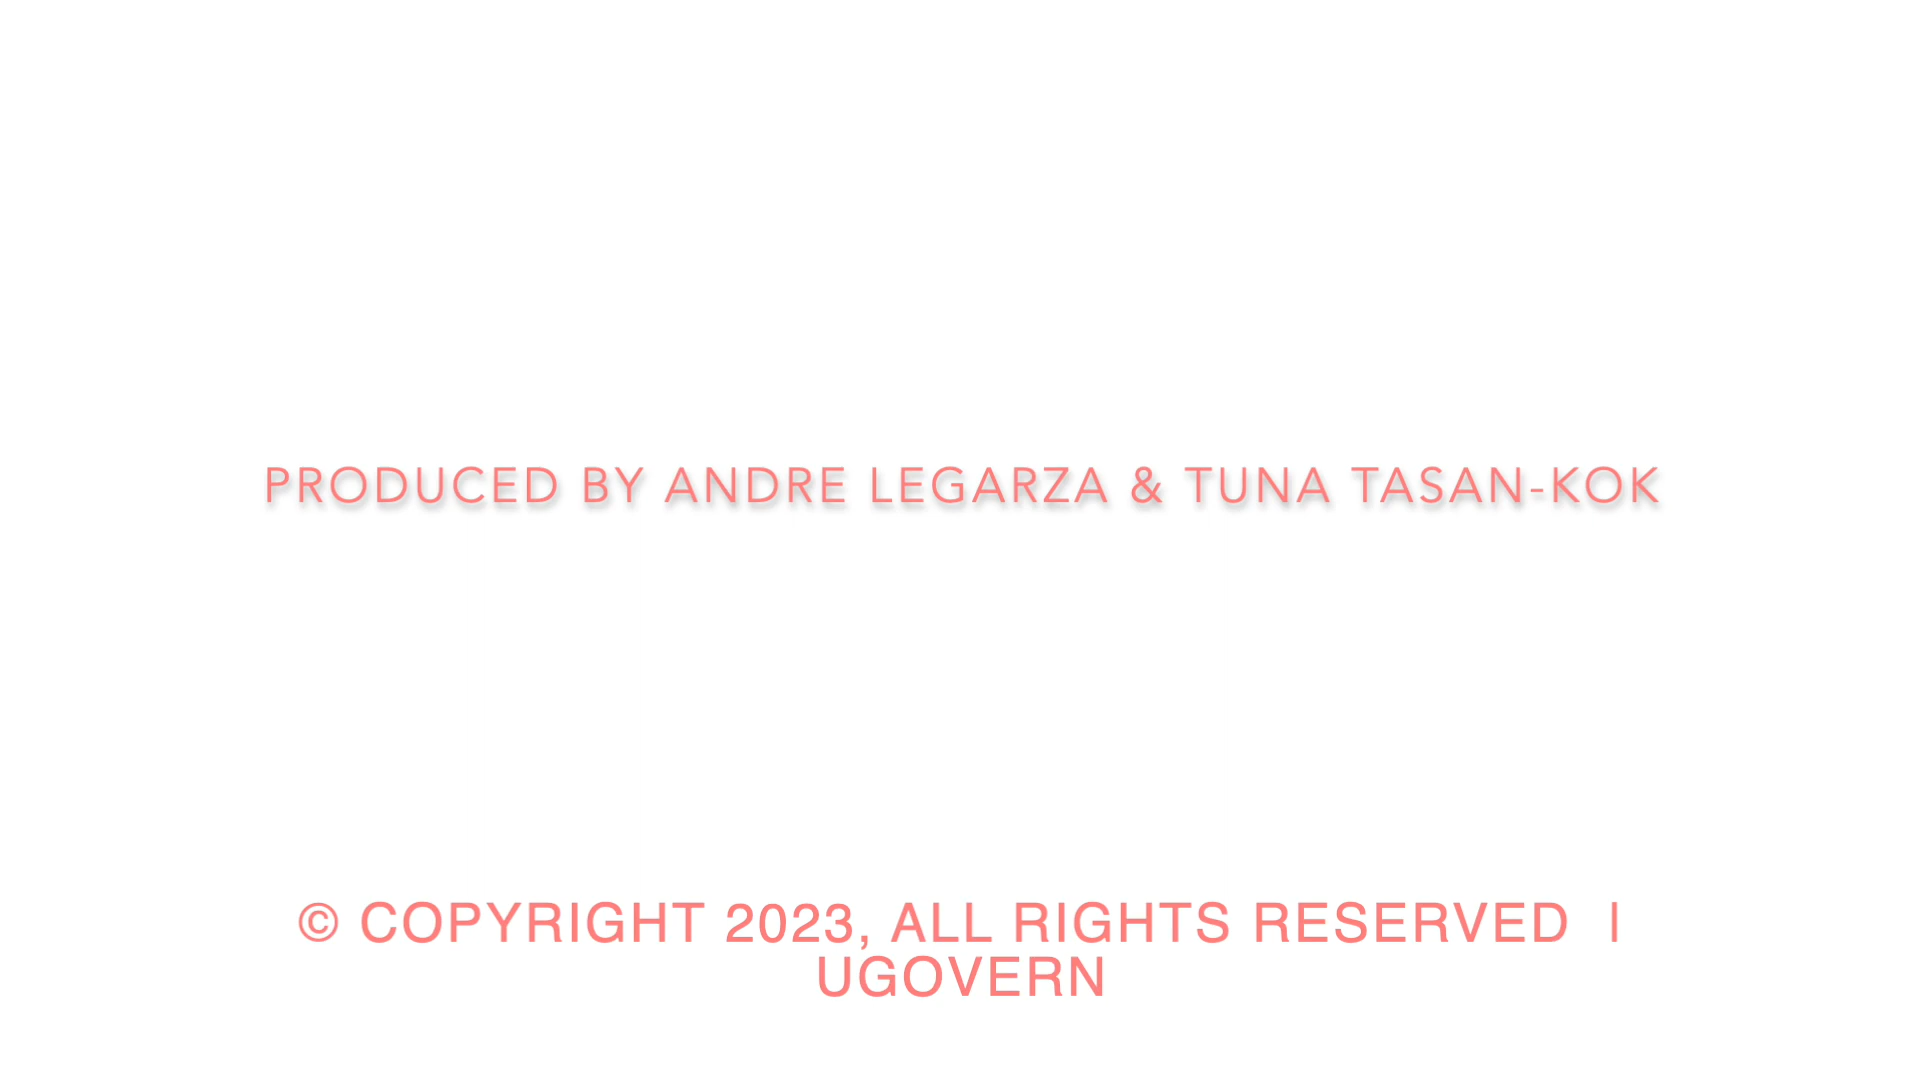 PRODUCED BY ANDRE LEGARZA & TUNA TASAN-KOK
© COPYRIGHT 2023, ALL RIGHTS RESERVED  |
UGOVERN